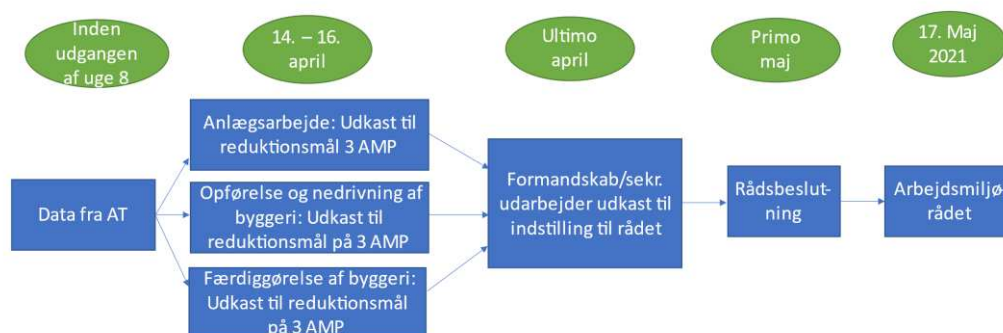 Inden
udgangen
af uge 8
14. – 16.
april
Ultimo
april
Primo
maj
17. Maj
2021
Data fra AT
Anlægsarbejde: Udkast til
reduktionsmål 3 AMP
Opførelse og nedrivning af
byggeri: Udkast til
reduktionsmål på 3 AMP
Færdiggørelse af byggeri:
Udkast til reduktionsmål
på 3 AMP
Formandskab/sekr.
udarbejder udkast til
indstilling til rådet
Rådsbeslut-
ning
Arbejdsmiljø-
rådet